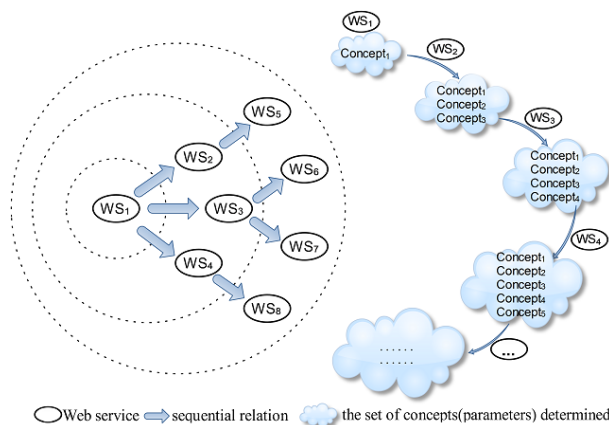 WS₁
WS₂
WS₃
WS₄
WS₅
WS₆
WS₇
WS₈
WS₁
Concept₁
WS₂
Concept₁
Concept₂
Concept₃
WS₃
Concept₁
Concept₂
Concept₃
Concept₄
WS₄
Concept₁
Concept₂
Concept₃
Concept₄
Concept₅
...
......
......
Web service sequential relation the set of concepts(parameters) determined